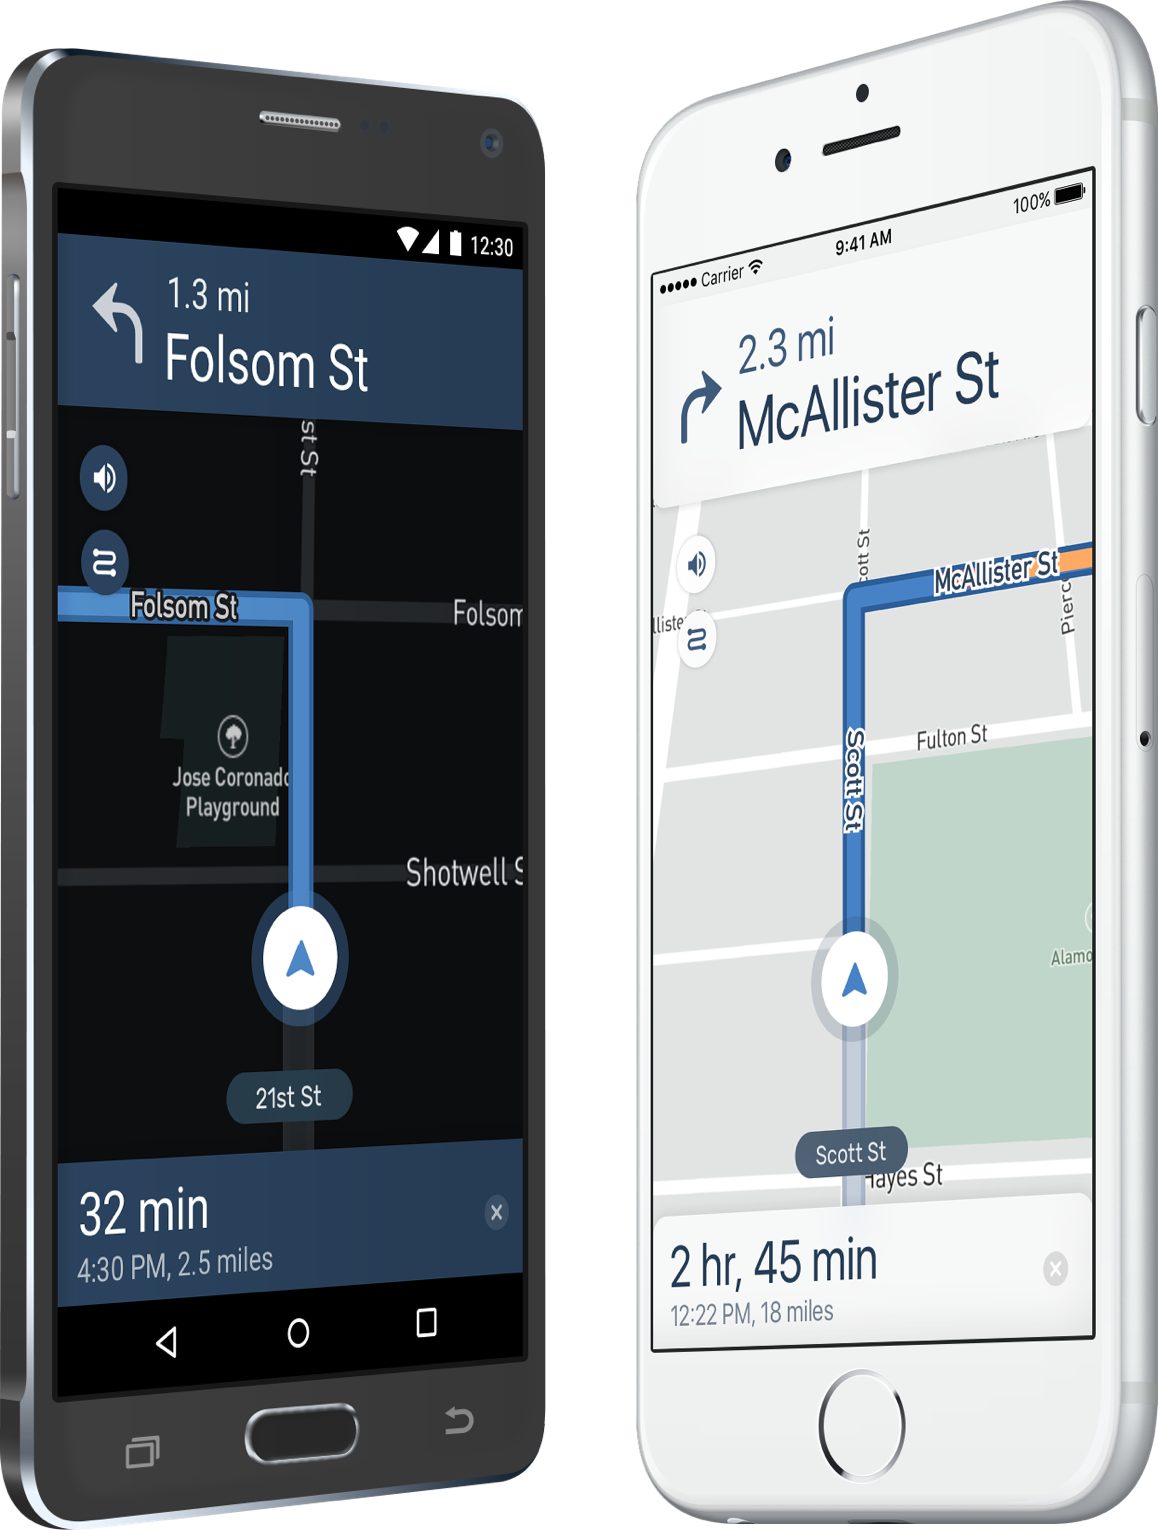 12:30
1.3 mi
Folsom St
st St
Folsom St
Folsom
Jose Coronado
Playground
Shotwell S
21st St
32 min
4:30 PM, 2.5 miles
100%
9:41 AM
Carrier
2.3 mi
McAllister St
cott St
McAllister St
lliste
Pierc
Scott St
Fulton St
Alamo
Scott St
Hayes St
2 hr, 45 min
12:22 PM, 18 miles